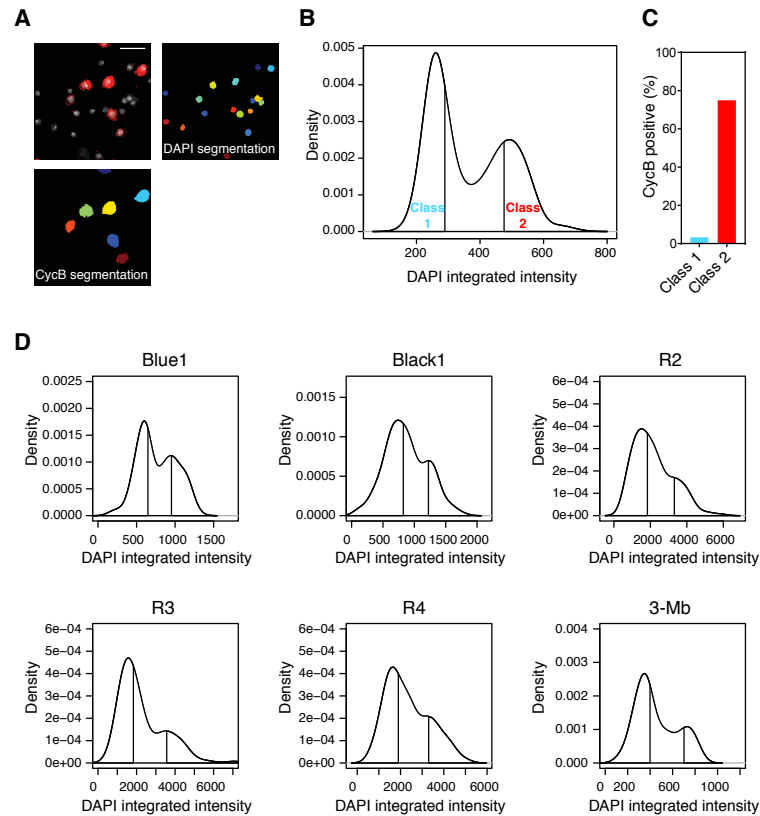 A
DAPI segmentation
CycB segmentation
B
0.005
0.004
0.003
0.002
0.001
0.000
Density
Class
1
Class
2
200
400
600
800
DAPI integrated intensity
C
100
80
60
40
20
0
CycB positive (%)
Class 1
Class 2
D
Blue1
0.0025
0.0020
0.0015
0.0010
0.0005
0.0000
Density
0
500
1000
1500
DAPI integrated intensity
Black1
0.0015
0.0010
0.0005
0.0000
Density
0
500
1000
1500
2000
DAPI integrated intensity
R2
6e−04
5e−04
4e−04
3e−04
2e−04
1e−04
0e+00
Density
0
2000
4000
6000
DAPI integrated intensity
R3
6e−04
5e−04
4e−04
3e−04
2e−04
1e−04
0e+00
Density
0
2000
4000
6000
DAPI integrated intensity
R4
6e−04
5e−04
4e−04
3e−04
2e−04
1e−04
0e+00
Density
0
2000
4000
6000
DAPI integrated intensity
3-Mb
0.004
0.003
0.002
0.001
0.000
Density
0
200
600
1000
DAPI integrated intensity